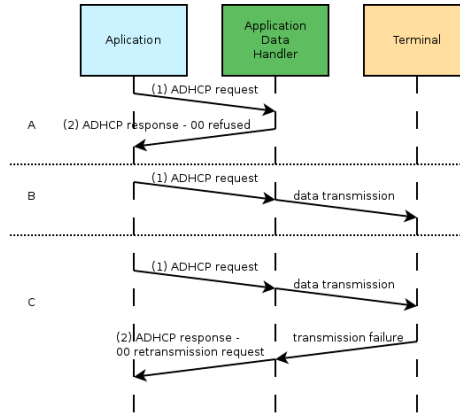 Aplication
Application
Data
Handler
Terminal
(1) ADHCP request
A
(2) ADHCP response - 00 refused
(1) ADHCP request
B
data transmission
(1) ADHCP request
data transmission
C
(2) ADHCP response -
00 retransmission request
transmission failure